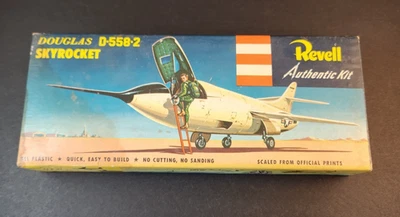 DOUGLAS D-558-2
SKYROCKET
Revell
Authentic Kit
PLASTIC • QUICK, EASY TO BUILD • NO CUTTING, NO SANDING
SCALED FROM OFFICIAL PRINTS